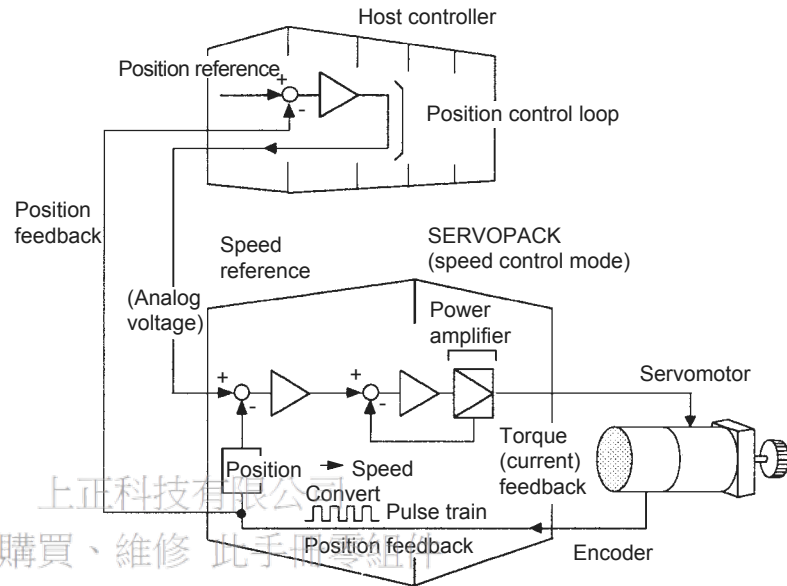 Host controller
Position reference
+
-
Position control loop
Position
feedback
Speed
reference
SERVOPACK
(speed control mode)
(Analog
voltage)
Power
amplifier
+
-
+
-
Servomotor
Torque
(current)
feedback
Position
Speed
上正科技有限公司
Convert
Pulse train
購買、維修 此手冊零組件
Position feedback
Encoder